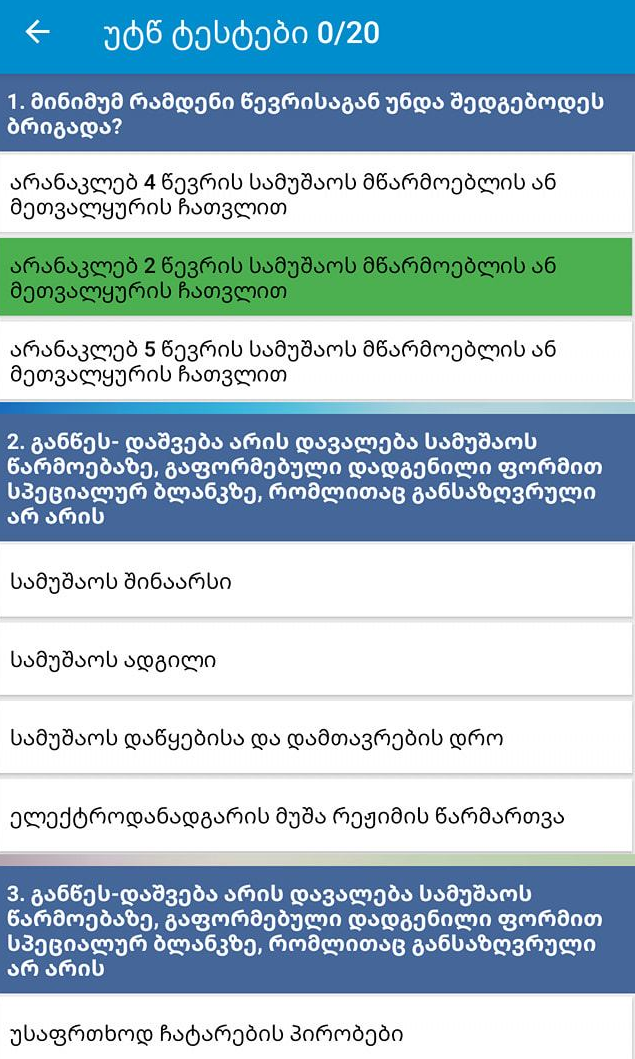 უტწ ტესტები 0/20
1. მინიმუმ რამდენი წევრისაგან უნდა შედგებოდეს
ბრიგადა?
არანაკლებ 4 წევრის სამუშაოს მწარმოებლის ან
მეთვალყურის ჩათვლით
არანაკლებ 2 წევრის სამუშაოს მწარმოებლის ან
მეთვალყურის ჩათვლით
არანაკლებ 5 წევრის სამუშაოს მწარმოებლის ან
მეთვალყურის ჩათვლით
2. განწეს- დაშვება არის დავალება სამუშაოს
წარმოებაზე, გაფორმებული დადგენილი ფორმით
სპეციალურ ბლანკზე, რომლითაც განსაზღვრული
არ არის
სამუშაოს შინაარსი
სამუშაოს ადგილი
სამუშაოს დაწყებისა და დამთავრების დრო
ელექტროდანადგარის მუშა რეჟიმის წარმართვა
3. განწეს-დაშვება არის დავალება სამუშაოს
წარმოებაზე, გაფორმებული დადგენილი ფორმით
სპეციალურ ბლანკზე, რომლითაც განსაზღვრული
არ არის
უსაფრთხოდ ჩატარების პირობები